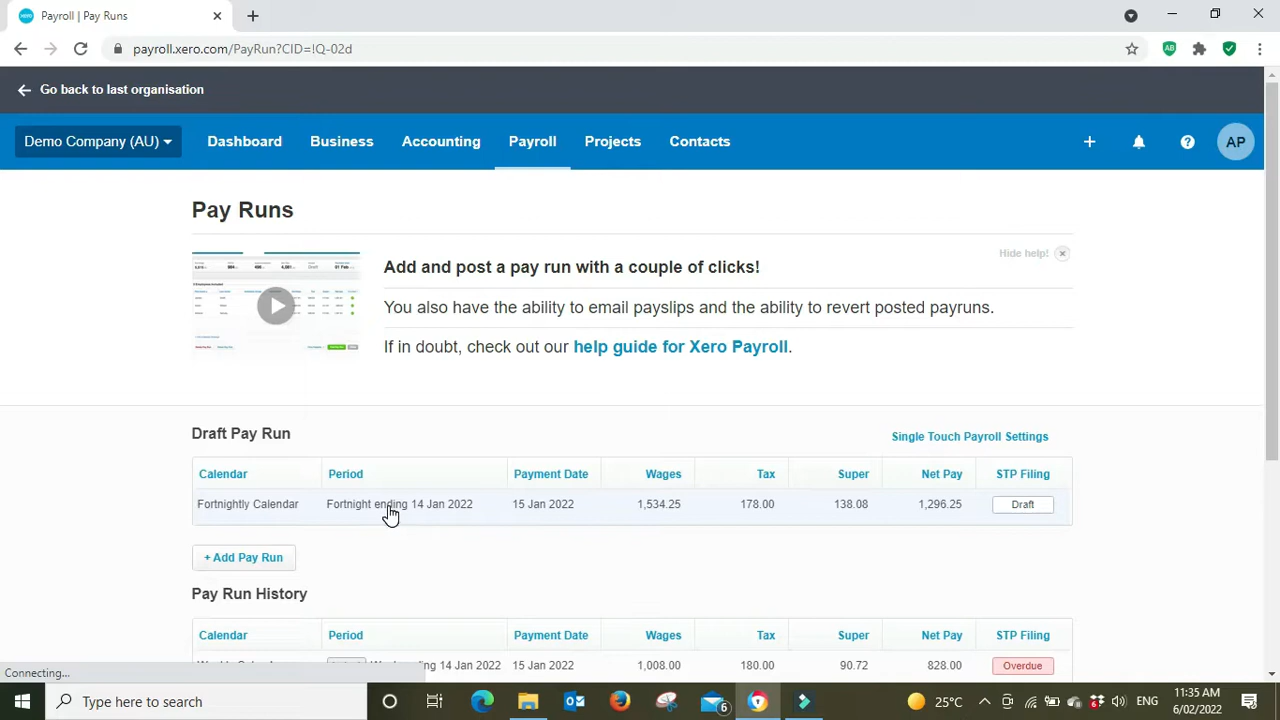 Payroll | Pay Runs
payroll.xero.com/PayRun?CID=!Q-02d
Go back to last organisation
Demo Company (AU) Dashboard Business Accounting Payroll Projects Contacts AP
Pay Runs
Hide help!
Add and post a pay run with a couple of clicks!
You also have the ability to email payslips and the ability to revert posted payruns.
If in doubt, check out our help guide for Xero Payroll.
Draft Pay Run Single Touch Payroll Settings
Calendar Period Payment Date Wages Tax Super Net Pay STP Filing
Fortnightly Calendar Fortnight ending 14 Jan 2022 15 Jan 2022 1,534.25 178.00 138.08 1,296.25 Draft
+ Add Pay Run
Pay Run History
Calendar Period Payment Date Wages Tax Super Net Pay STP Filing
14 Jan 2022 15 Jan 2022 1,008.00 180.00 90.72 828.00 Overdue
Connecting...
Type here to search 6 25°C ENG 11:35 AM
6/02/2022